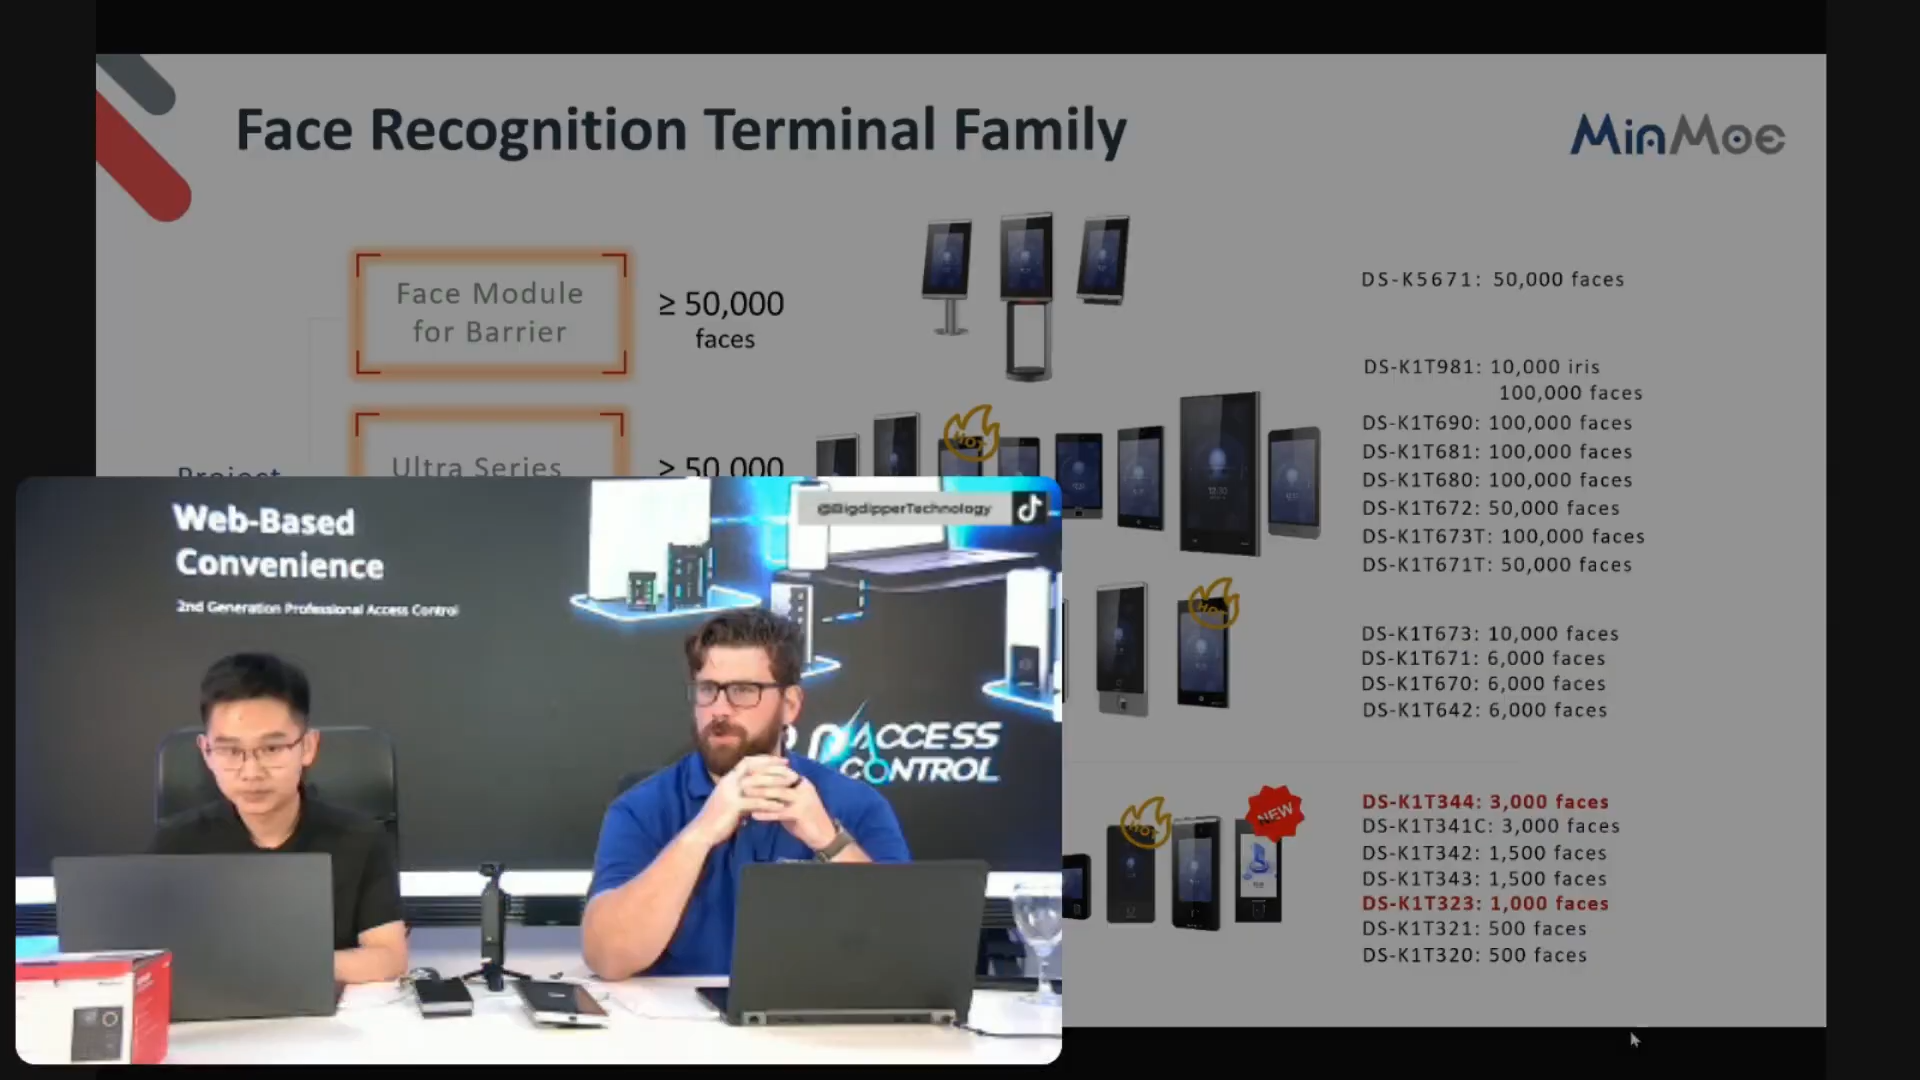 Face Recognition Terminal Family
MinMoe
Face Module
for Barrier
≥ 50,000
faces
DS-K5671: 50,000 faces
Ultra Series
≥ 50,000
Project
HOT
DS-K1T981: 10,000 iris
100,000 faces
DS-K1T690: 100,000 faces
DS-K1T681: 100,000 faces
DS-K1T680: 100,000 faces
DS-K1T672: 50,000 faces
DS-K1T673T: 100,000 faces
DS-K1T671T: 50,000 faces
HOT
DS-K1T673: 10,000 faces
DS-K1T671: 6,000 faces
DS-K1T670: 6,000 faces
DS-K1T642: 6,000 faces
HOT
NEW
DS-K1T344: 3,000 faces
DS-K1T341C: 3,000 faces
DS-K1T342: 1,500 faces
DS-K1T343: 1,500 faces
DS-K1T323: 1,000 faces
DS-K1T321: 500 faces
DS-K1T320: 500 faces
Web-Based
Convenience
2nd Generation Professional Access Control
@BigdipperTechnology
ACCESS
CONTROL